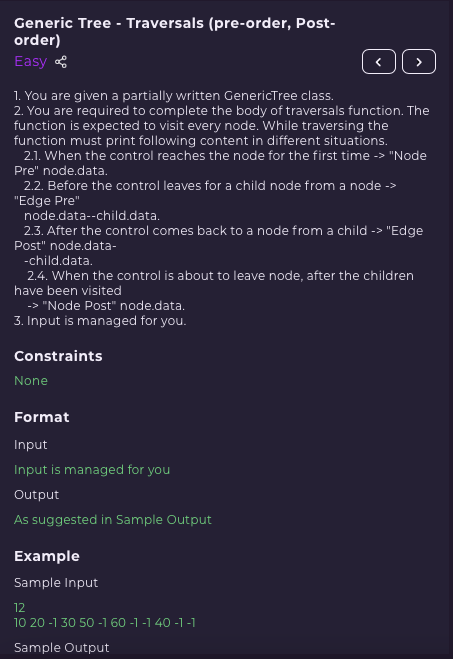 Generic Tree - Traversals (pre-order, Post-
order)
Easy
1. You are given a partially written GenericTree class.
2. You are required to complete the body of traversals function. The
function is expected to visit every node. While traversing the
function must print following content in different situations.
2.1. When the control reaches the node for the first time -> "Node
Pre" node.data.
2.2. Before the control leaves for a child node from a node ->
"Edge Pre"
node.data--child.data.
2.3. After the control comes back to a node from a child -> "Edge
Post" node.data-
-child.data.
2.4. When the control is about to leave node, after the children
have been visited
-> "Node Post" node.data.
3. Input is managed for you.
Constraints
None
Format
Input
Input is managed for you
Output
As suggested in Sample Output
Example
Sample Input
12
10 20 -1 30 50 -1 60 -1 -1 40 -1 -1
Sample Output